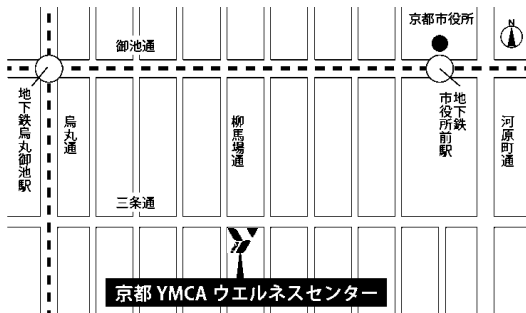 京都市役所
N
御池通
地下鉄烏丸御池駅
烏丸通
柳馬場通
地下鉄
市役所前駅
河原町通
三条通
京都 YMCA ウエルネスセンター